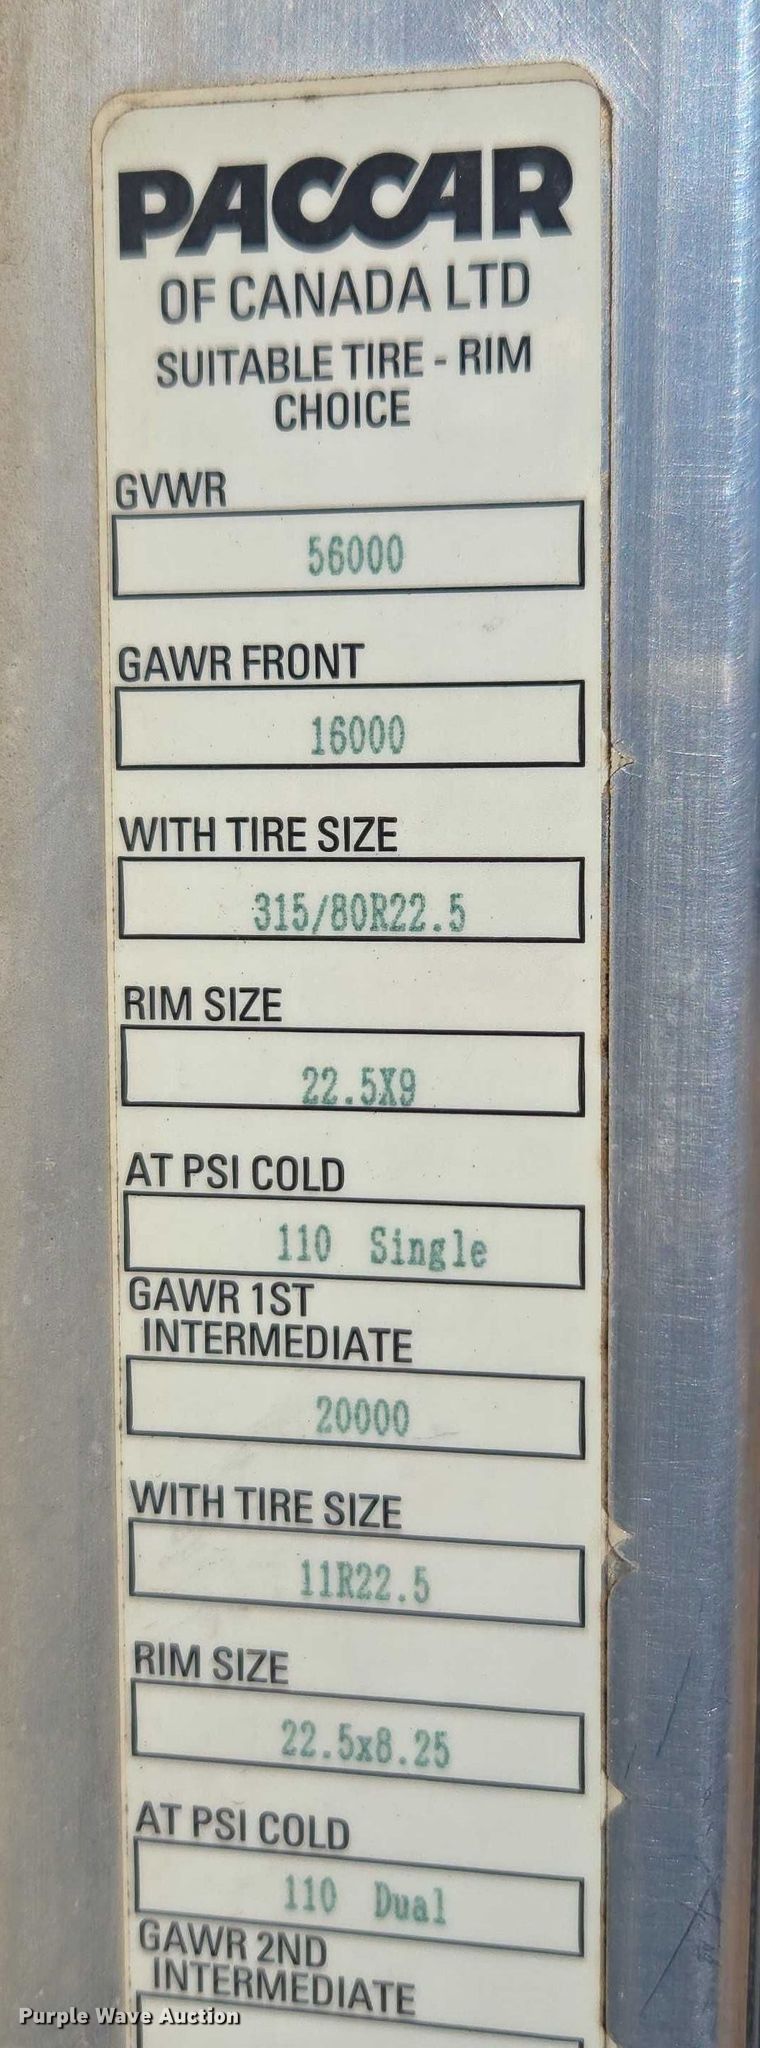 PACCAR
OF CANADA LTD
SUITABLE TIRE - RIM
CHOICE
GVWR
56000
GAWR FRONT
16000
WITH TIRE SIZE
315/80R22.5
RIM SIZE
22.5X9
AT PSI COLD
110 Single
GAWR 1ST
INTERMEDIATE
20000
WITH TIRE SIZE
11R22.5
RIM SIZE
22.5x8.25
AT PSI COLD
110 Dual
GAWR 2ND
INTERMEDIATE
Purple Wave Auction